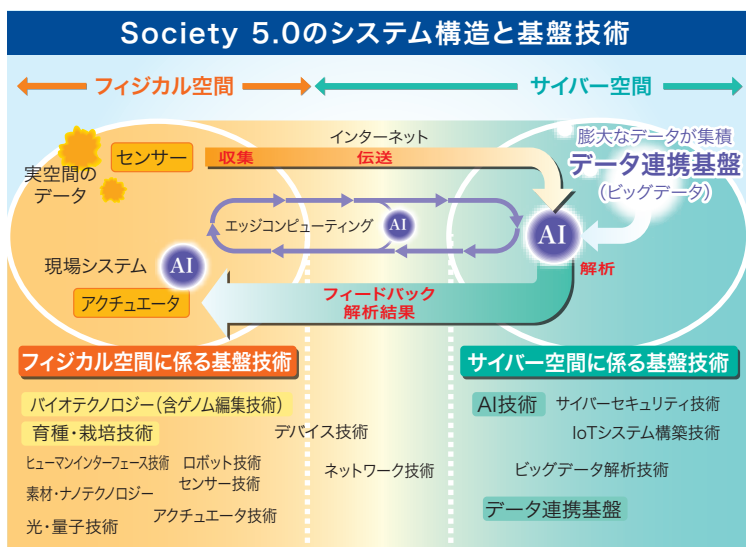 Society 5.0のシステム構造と基盤技術
フィジカル空間
サイバー空間
センサー
収集
インターネット
伝送
膨大なデータが集積
データ連携基盤
(ビッグデータ)
実空間の
データ
エッジコンピューティング
AI
AI
解析
現場システム
AI
アクチュエータ
フィードバック
解析結果
フィジカル空間に係る基盤技術
バイオテクノロジー(含ゲノム編集技術)
育種・栽培技術
デバイス技術
ヒューマンインターフェース技術
ロボット技術
ネットワーク技術
素材・ナノテクノロジー
センサー技術
光・量子技術
アクチュエータ技術
サイバー空間に係る基盤技術
AI技術
サイバーセキュリティ技術
IoTシステム構築技術
ビッグデータ解析技術
データ連携基盤